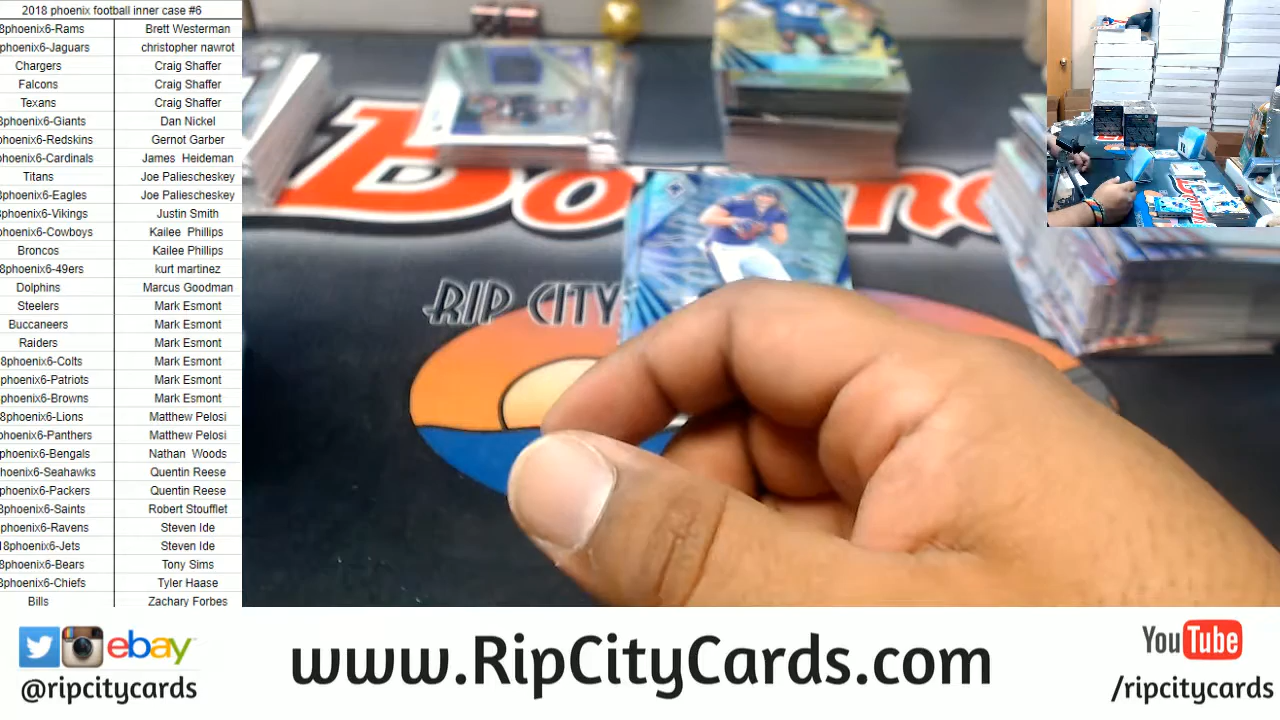 2018 phoenix football inner case #6
8phoenix6-Rams Brett Westerman
phoenix6-Jaguars christopher nawrot
Chargers Craig Shaffer
Falcons Craig Shaffer
Texans Craig Shaffer
8phoenix6-Giants Dan Nickel
phoenix6-Redskins Gernot Garber
phoenix6-Cardinals James Heideman
Titans Joe Paliescheskey
8phoenix6-Eagles Joe Paliescheskey
phoenix6-Vikings Justin Smith
phoenix6-Cowboys Kailee Phillips
Broncos Kailee Phillips
8phoenix6-49ers kurt martinez
Dolphins Marcus Goodman
Steelers Mark Esmont
Buccaneers Mark Esmont
Raiders Mark Esmont
8phoenix6-Colts Mark Esmont
phoenix6-Patriots Mark Esmont
phoenix6-Browns Mark Esmont
8phoenix6-Lions Matthew Pelosi
phoenix6-Panthers Matthew Pelosi
phoenix6-Bengals Nathan Woods
hoenix6-Seahawks Quentin Reese
phoenix6-Packers Quentin Reese
8phoenix6-Saints Robert Stoufflet
phoenix6-Ravens Steven Ide
18phoenix6-Jets Steven Ide
8phoenix6-Bears Tony Sims
8phoenix6-Chiefs Tyler Haase
Bills Zachary Forbes
RIP CITY
ebay
@ripcitycards
www.RipCityCards.com
YouTube
/ripcitycards